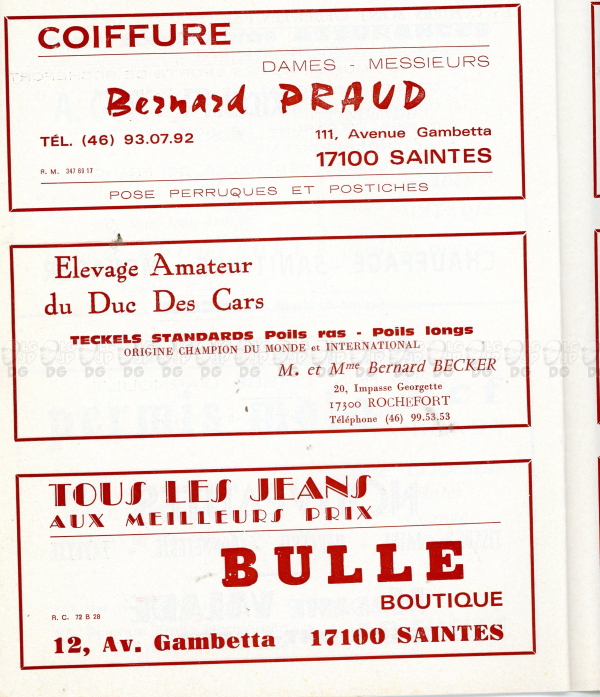 COIFFURE
DAMES - MESSIEURS
Bernard PRAUD
TÉL. (46) 93.07.92
111, Avenue Gambetta
17100 SAINTES
R. M. 347 69 17
POSE PERRUQUES ET POSTICHES
Elevage Amateur
du Duc Des Cars
TECKELS STANDARDS Poils ras - Poils longs
ORIGINE CHAMPION DU MONDE et INTERNATIONAL
M. et Mme Bernard BECKER
20, Impasse Georgette
17300 ROCHEFORT
Téléphone (46) 99.53.53
TOUS LES JEANS
AUX MEILLEURS PRIX
BULLE
BOUTIQUE
R. C. 72 B 28
12, Av. Gambetta 17100 SAINTES